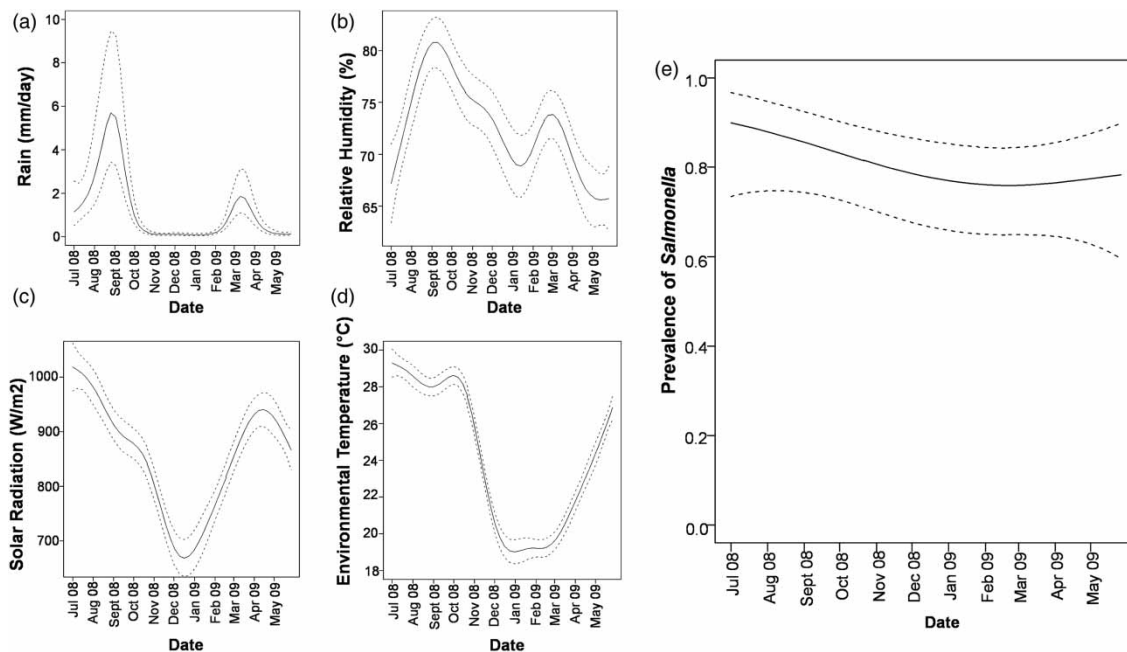 (a)
Rain (mm/day)
10
8
6
4
2
0
Jul 08
Aug 08
Sept 08
Oct 08
Nov 08
Dec 08
Jan 09
Feb 09
Mar 09
Apr 09
May 09
Date
(b)
Relative Humidity (%)
80
75
70
65
Jul 08
Aug 08
Sept 08
Oct 08
Nov 08
Dec 08
Jan 09
Feb 09
Mar 09
Apr 09
May 09
Date
(c)
Solar Radiation (W/m2)
1000
900
800
700
Jul 08
Aug 08
Sept 08
Oct 08
Nov 08
Dec 08
Jan 09
Feb 09
Mar 09
Apr 09
May 09
Date
(d)
Environmental Temperature (°C)
30
28
26
24
22
20
18
Jul 08
Aug 08
Sept 08
Oct 08
Nov 08
Dec 08
Jan 09
Feb 09
Mar 09
Apr 09
May 09
Date
(e)
Prevalence of Salmonella
1.0
0.8
0.6
0.4
0.2
0.0
Jul 08
Aug 08
Sept 08
Oct 08
Nov 08
Dec 08
Jan 09
Feb 09
Mar 09
Apr 09
May 09
Date